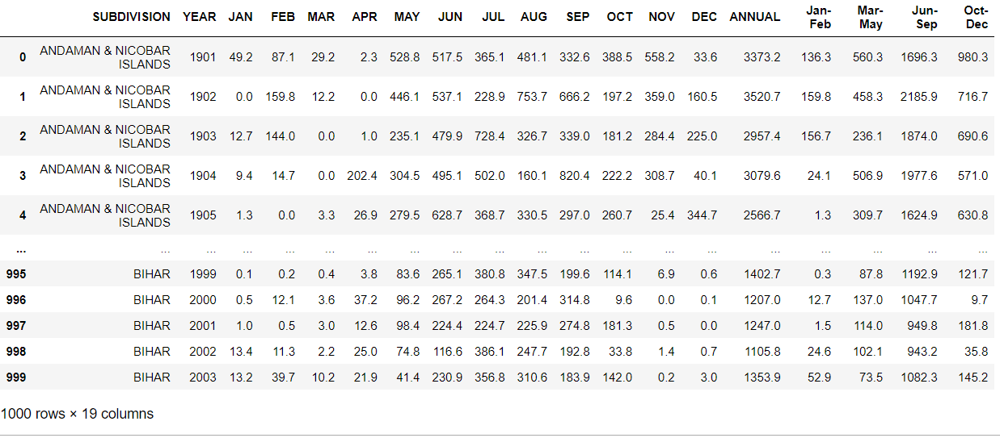 SUBDIVISION YEAR JAN FEB MAR APR MAY JUN JUL AUG SEP OCT NOV DEC ANNUAL Jan-Feb Mar-May Jun-Sep Oct-Dec
0 ANDAMAN & NICOBAR ISLANDS 1901 49.2 87.1 29.2 2.3 528.8 517.5 365.1 481.1 332.6 388.5 558.2 33.6 3373.2 136.3 560.3 1696.3 980.3
1 ANDAMAN & NICOBAR ISLANDS 1902 0.0 159.8 12.2 0.0 446.1 537.1 228.9 753.7 666.2 197.2 359.0 160.5 3520.7 159.8 458.3 2185.9 716.7
2 ANDAMAN & NICOBAR ISLANDS 1903 12.7 144.0 0.0 1.0 235.1 479.9 728.4 326.7 339.0 181.2 284.4 225.0 2957.4 156.7 236.1 1874.0 690.6
3 ANDAMAN & NICOBAR ISLANDS 1904 9.4 14.7 0.0 202.4 304.5 495.1 502.0 160.1 820.4 222.2 308.7 40.1 3079.6 24.1 506.9 1977.6 571.0
4 ANDAMAN & NICOBAR ISLANDS 1905 1.3 0.0 3.3 26.9 279.5 628.7 368.7 330.5 297.0 260.7 25.4 344.7 2566.7 1.3 309.7 1624.9 630.8
... ... ... ... ... ... ... ... ... ... ... ... ... ... ... ... ... ... ... ...
995 BIHAR 1999 0.1 0.2 0.4 3.8 83.6 265.1 380.8 347.5 199.6 114.1 6.9 0.6 1402.7 0.3 87.8 1192.9 121.7
996 BIHAR 2000 0.5 12.1 3.6 37.2 96.2 267.2 264.3 201.4 314.8 9.6 0.0 0.1 1207.0 12.7 137.0 1047.7 9.7
997 BIHAR 2001 1.0 0.5 3.0 12.6 98.4 224.4 224.7 225.9 274.8 181.3 0.5 0.0 1247.0 1.5 114.0 949.8 181.8
998 BIHAR 2002 13.4 11.3 2.2 25.0 74.8 116.6 386.1 247.7 192.8 33.8 1.4 0.7 1105.8 24.6 102.1 943.2 35.8
999 BIHAR 2003 13.2 39.7 10.2 21.9 41.4 230.9 356.8 310.6 183.9 142.0 0.2 3.0 1353.9 52.9 73.5 1082.3 145.2
1000 rows × 19 columns